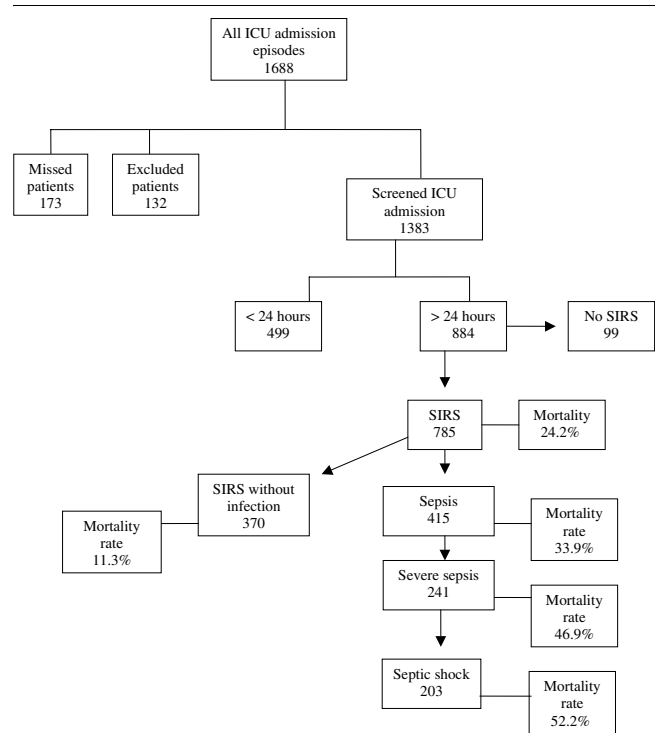 All ICU admission
episodes
1688
Missed
patients
173
Excluded
patients
132
Screened ICU
admission
1383
< 24 hours
499
> 24 hours
884
No SIRS
99
SIRS
785
Mortality
24.2%
SIRS without
infection
370
Mortality
rate
11.3%
Sepsis
415
Mortality
rate
33.9%
Severe sepsis
241
Mortality
rate
46.9%
Septic shock
203
Mortality
rate
52.2%